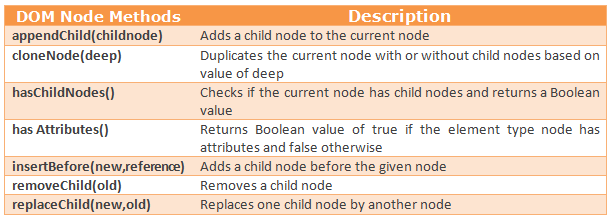 DOM Node Methods Description
appendChild(childnode) Adds a child node to the current node
cloneNode(deep) Duplicates the current node with or without child nodes based on
value of deep
hasChildNodes() Checks if the current node has child nodes and returns a Boolean
value
has Attributes() Returns Boolean value of true if the element type node has
attributes and false otherwise
insertBefore(new,reference) Adds a child node before the given node
removeChild(old) Removes a child node
replaceChild(new,old) Replaces one child node by another node